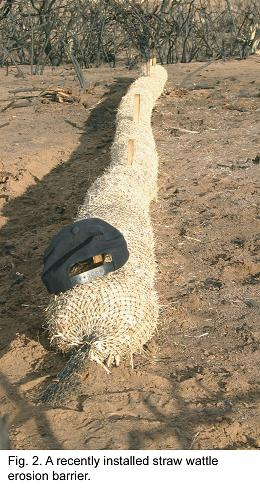 Fig. 2. A recently installed straw wattle
erosion barrier.